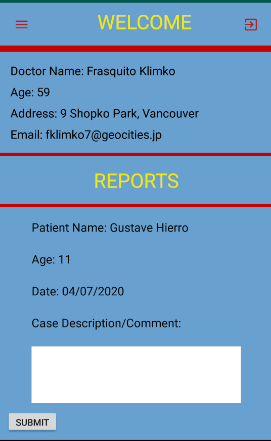 WELCOME
Doctor Name: Frasquito Klimko
Age: 59
Address: 9 Shopko Park, Vancouver
Email: fklimko7@geocities.jp
REPORTS
Patient Name: Gustave Hierro
Age: 11
Date: 04/07/2020
Case Description/Comment:
SUBMIT